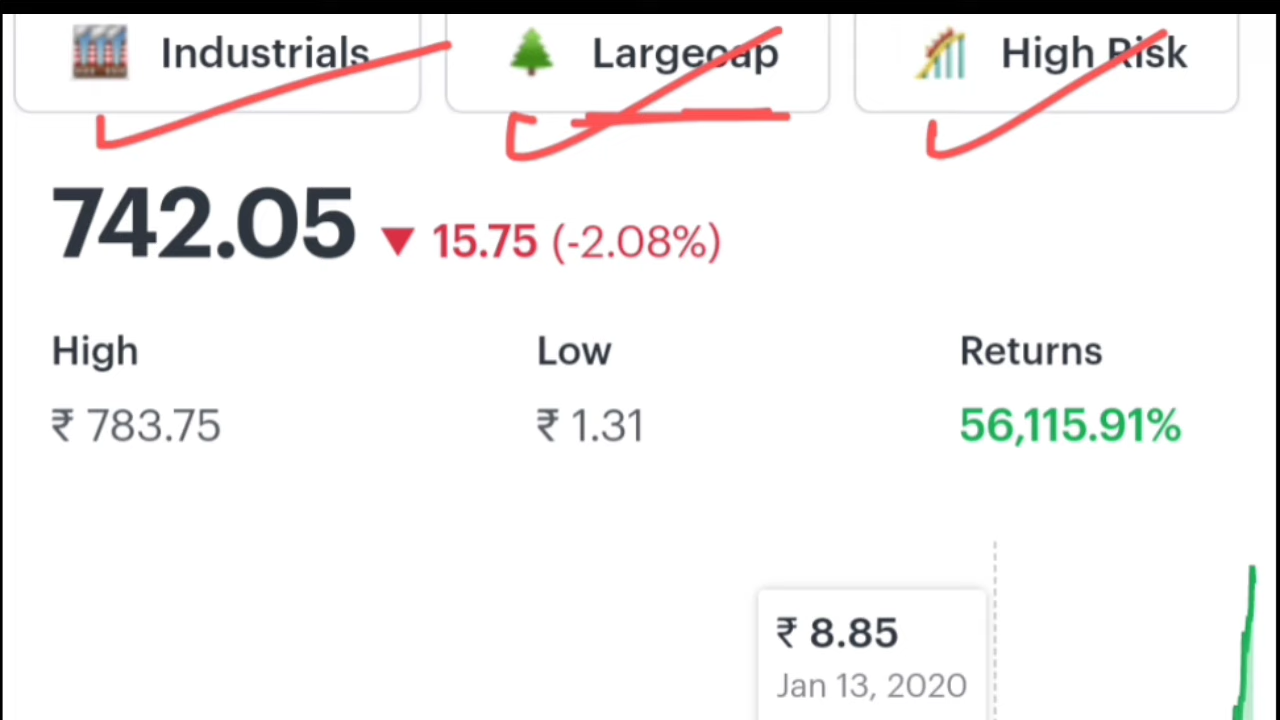 Industrials Largecap High Risk
742.05 ▼ 15.75 (-2.08%)
High Low Returns
₹ 783.75 ₹ 1.31 56,115.91%
₹ 8.85
Jan 13, 2020